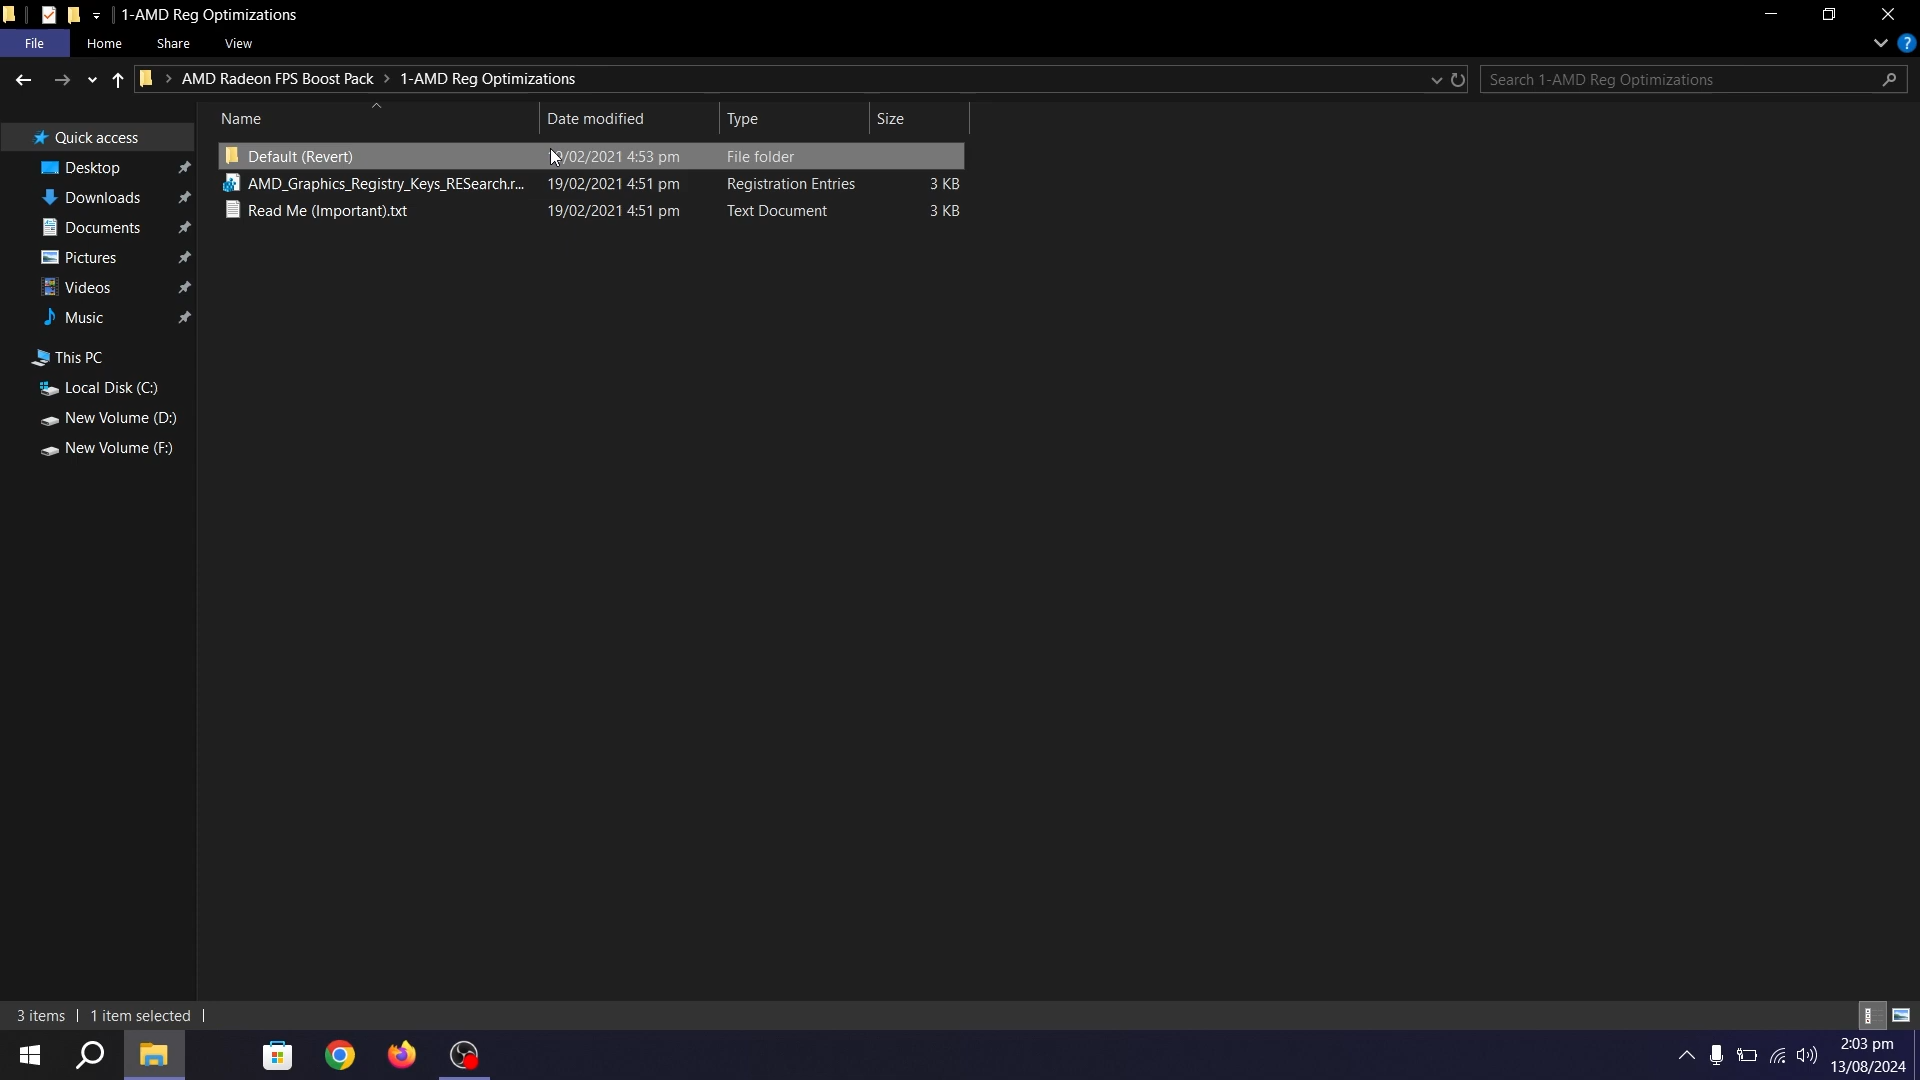 1-AMD Reg Optimizations
File Home Share View
AMD Radeon FPS Boost Pack 1-AMD Reg Optimizations Search 1-AMD Reg Optimizations
Name Date modified Type Size
Quick access
Desktop
Downloads
Documents
Pictures
Videos
Music
This PC
Local Disk (C:)
New Volume (D:)
New Volume (F:)
Default (Revert) /02/2021 4:53 pm File folder
AMD_Graphics_Registry_Keys_RESearch.r... 19/02/2021 4:51 pm Registration Entries 3 KB
Read Me (Important).txt 19/02/2021 4:51 pm Text Document 3 KB
3 items 1 item selected
2:03 pm
13/08/2024